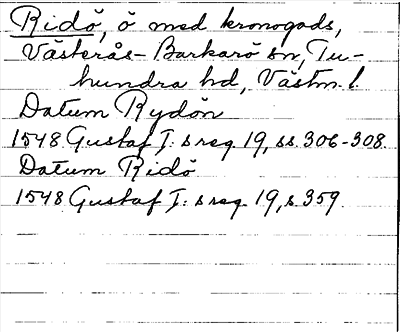 Ridö, ö med kronogods,
Västerås-Barkarö sn, Tu-
hundra hd, Västm. l.
Datum Rydön
1548 Gustaf I: s reg. 19, ss. 306-308.
Datum Ridö
1548 Gustaf I: s reg. 19, s. 359.